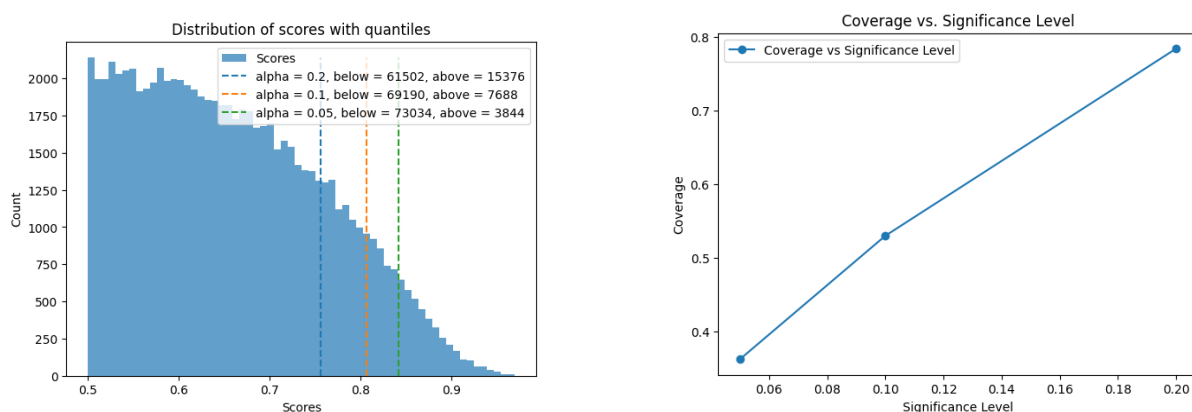 Distribution of scores with quantiles
Scores
alpha = 0.2, below = 61502, above = 15376
alpha = 0.1, below = 69190, above = 7688
alpha = 0.05, below = 73034, above = 3844
2000
1750
1500
1250
1000
750
500
250
0
Count
0.5 0.6 0.7 0.8 0.9
Scores
Coverage vs. Significance Level
Coverage vs Significance Level
0.8
0.7
0.6
0.5
0.4
Coverage
0.06 0.08 0.10 0.12 0.14 0.16 0.18 0.20
Significance Level